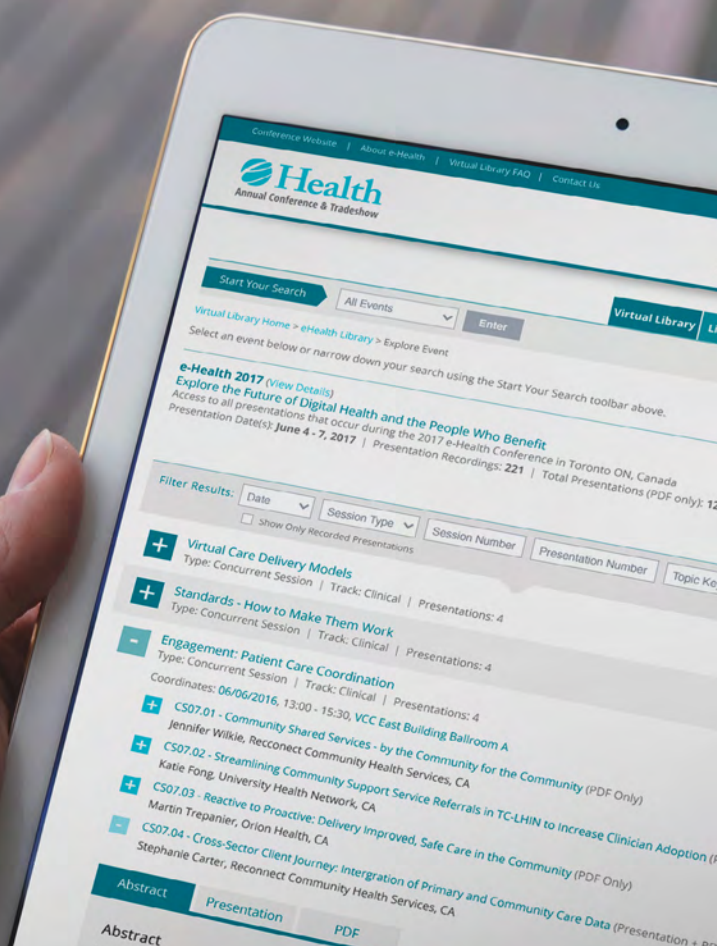 Conference Website | About e-Health | Virtual Library FAQ | Contact Us
Health
Annual Conference & Tradeshow
Start Your Search
All Events
Enter
Virtual Library
Virtual Library Home > eHealth Library > Explore Event
Select an event below or narrow down your search using the Start Your Search toolbar above.
e-Health 2017 (View Details)
Explore the Future of Digital Health and the People Who Benefit
Access to all presentations that occur during the 2017 e-Health Conference in Toronto ON, Canada
Presentation Date(s): June 4 - 7, 2017 | Presentation Recordings: 221 | Total Presentations (PDF only): 12
Filter Results:
Date
Session Type
Session Number
Presentation Number
Topic Ke
Show Only Recorded Presentations
+ Virtual Care Delivery Models
Type: Concurrent Session | Track: Clinical | Presentations: 4
+ Standards - How to Make Them Work
Type: Concurrent Session | Track: Clinical | Presentations: 4
- Engagement: Patient Care Coordination
Type: Concurrent Session | Track: Clinical | Presentations: 4
Coordinates: 06/06/2016, 13:00 - 15:30, VCC East Building Ballroom A
+ CS07.01 - Community Shared Services - by the Community for the Community (PDF Only)
Jennifer Wilkie, Recconect Community Health Services, CA
+ CS07.02 - Streamlining Community Support Service Referrals in TC-LHIN to Increase Clinician Adoption (
Katie Fong, University Health Network, CA
+ CS07.03 - Reactive to Proactive: Delivery Improved, Safe Care in the Community (PDF Only)
Martin Trepanier, Orion Health, CA
- CS07.04 - Cross-Sector Client Journey: Intergration of Primary and Community Care Data (Presentation +
Stephanie Carter, Reconnect Community Health Services, CA
Abstract
Presentation
PDF
Abstract